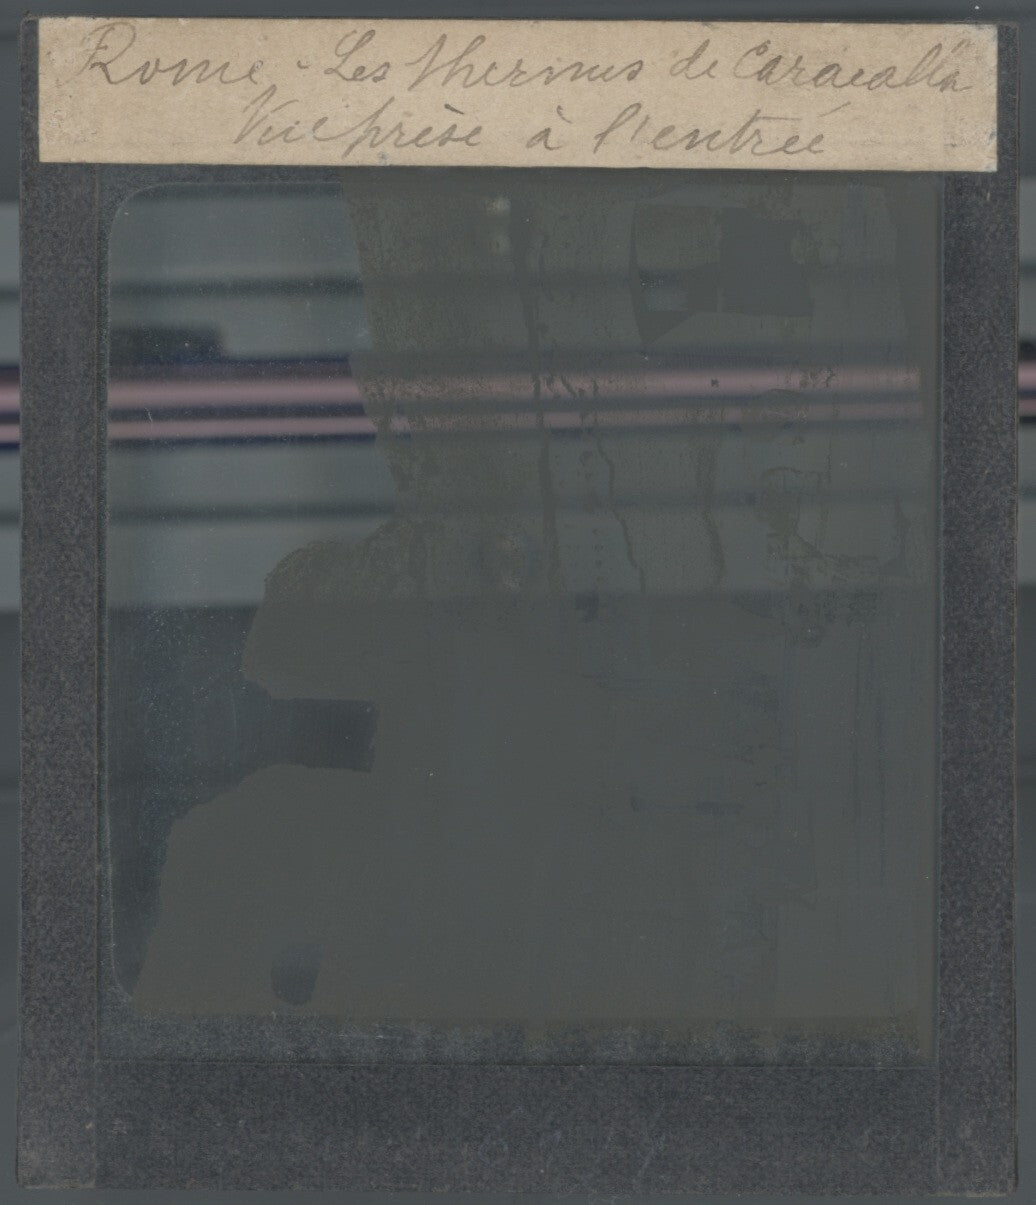 Rome - Les thermes de Caracalla
Vue prise à l'entrée